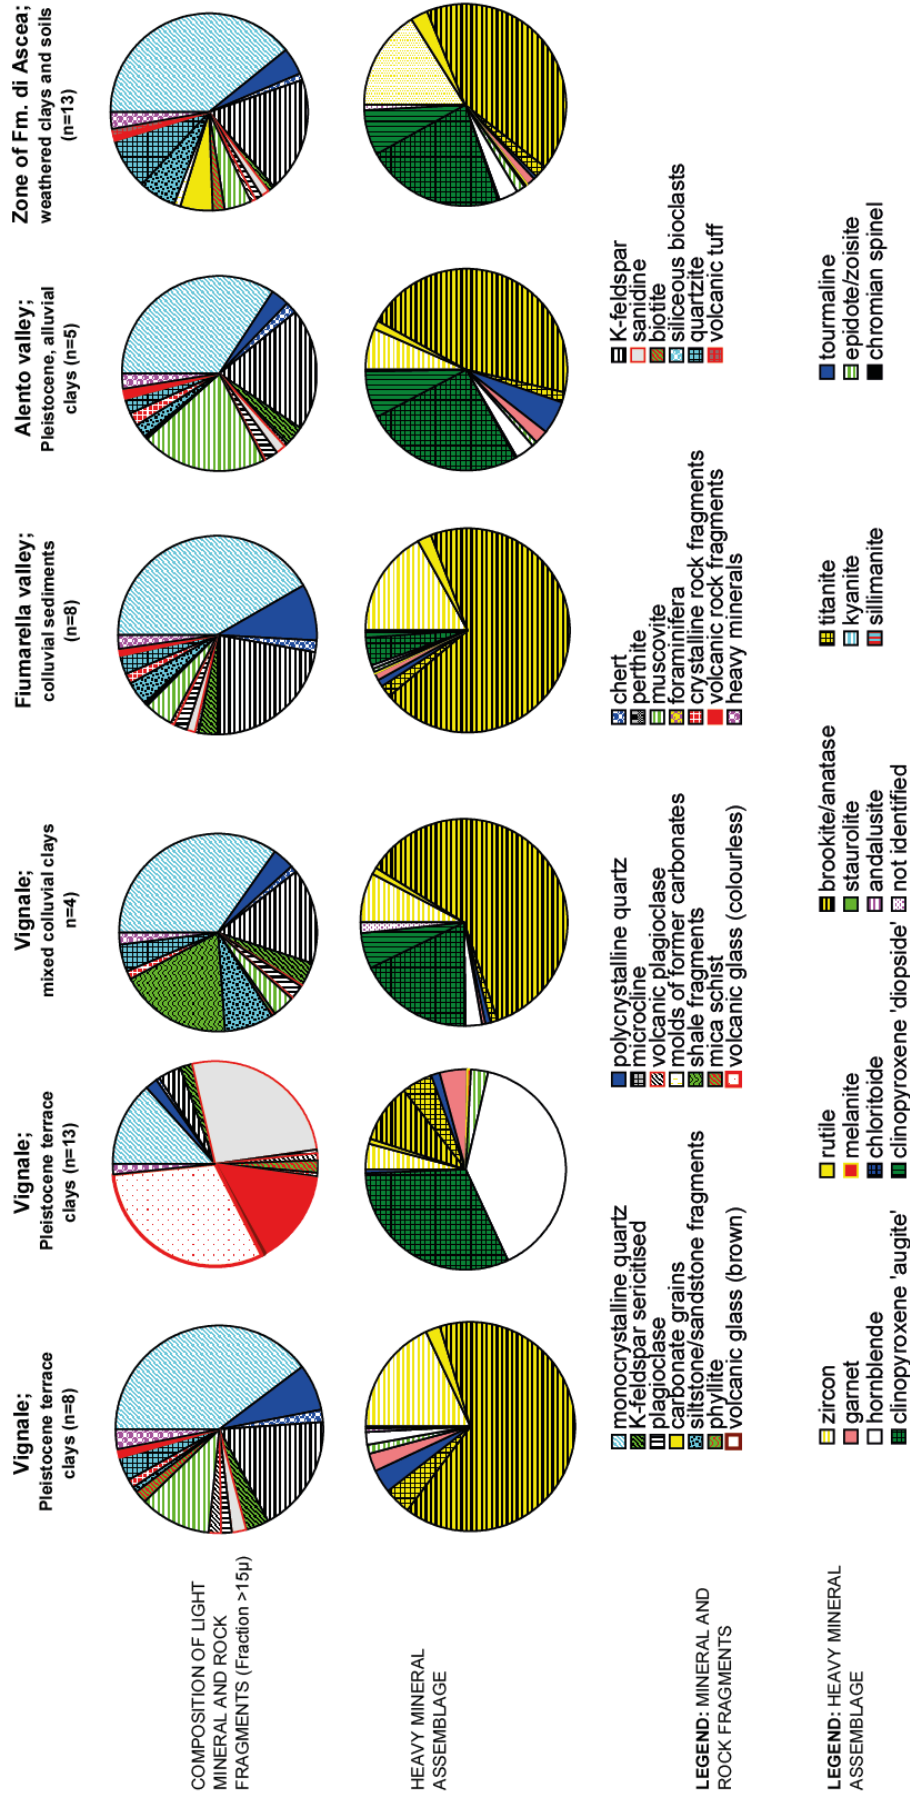 Vignale;
Pleistocene terrace
clays (n=8)
Vignale;
Pleistocene terrace
clays (n=13)
Vignale;
mixed colluvial clays
n=4)
Fiumarella valley;
colluvial sediments
(n=8)
Alento valley;
Pleistocene, alluvial
clays (n=5)
Zone of Fm. di Ascea;
weathered clays and soils
(n=13)
COMPOSITION OF LIGHT
MINERAL AND ROCK
FRAGMENTS (Fraction >15µ)
HEAVY MINERAL
ASSEMBLAGE
LEGEND: MINERAL AND
ROCK FRAGMENTS
monocrystalline quartz
K-feldspar sericitised
plagioclase
carbonate grains
siltstone/sandstone fragments
phyllite
volcanic glass (brown)
polycrystalline quartz
microcline
volcanic plagioclase
molds of former carbonates
shale fragments
mica schist
volcanic glass (colourless)
chert
perthite
muscovite
foraminifera
crystalline rock fragments
volcanic rock fragments
heavy minerals
K-feldspar
sanidine
biotite
siliceous bioclasts
quartzite
volcanic tuff
LEGEND: HEAVY MINERAL
ASSEMBLAGE
zircon
garnet
hornblende
clinopyroxene 'augite'
rutile
melanite
chloritoide
clinopyroxene 'diopside'
brookite/anatase
staurolite
andalusite
not identified
titanite
kyanite
sillimanite
tourmaline
epidote/zoisite
chromian spinel